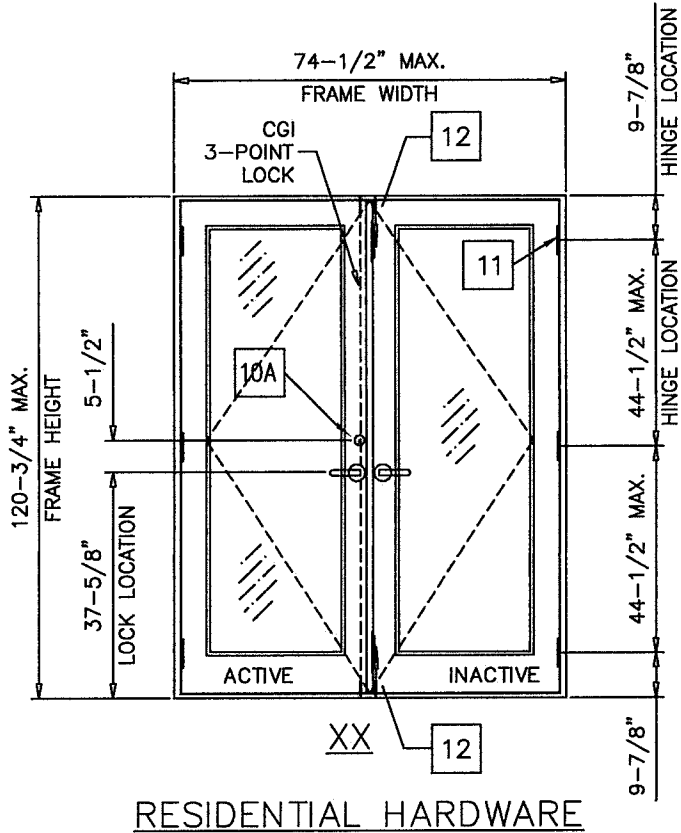 74-1/2" MAX.
FRAME WIDTH
9-7/8"
HINGE LOCATION
CGI
3-POINT
LOCK
12
11
44-1/2" MAX.
HINGE LOCATION
5-1/2"
10A
120-3/4" MAX.
FRAME HEIGHT
37-5/8"
LOCK LOCATION
44-1/2" MAX.
ACTIVE
INACTIVE
XX
12
9-7/8"
RESIDENTIAL HARDWARE